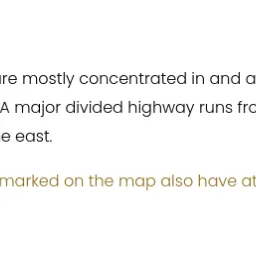 are mostly concentrated in and a
A major divided highway runs fro
e east.
marked on the map also have at